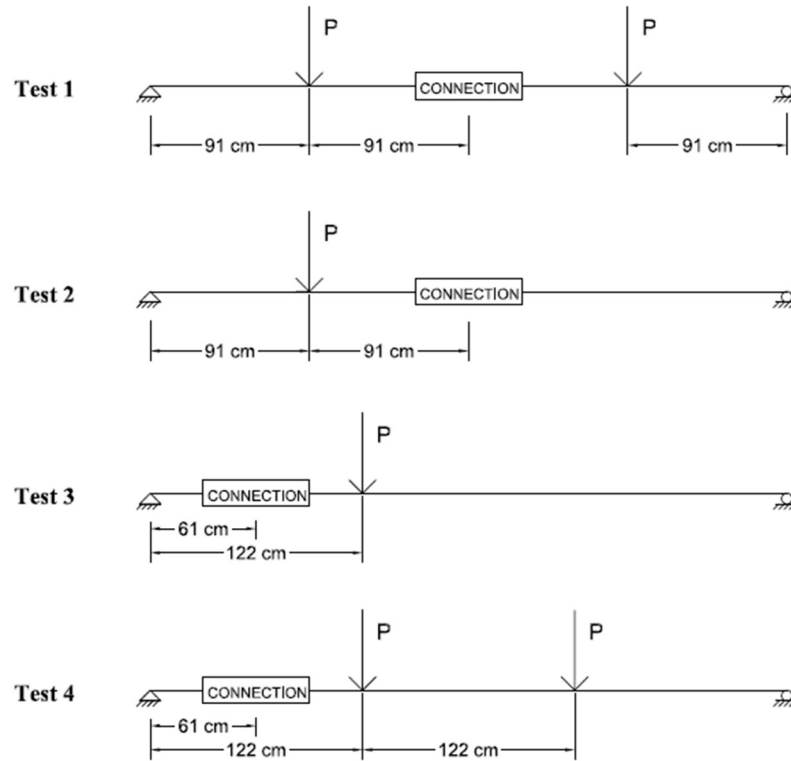 P P
Test 1 CONNECTION
91 cm 91 cm 91 cm
P
Test 2 CONNECTION
91 cm 91 cm
P
Test 3 CONNECTION
61 cm
122 cm
P P
Test 4 CONNECTION
61 cm
122 cm 122 cm